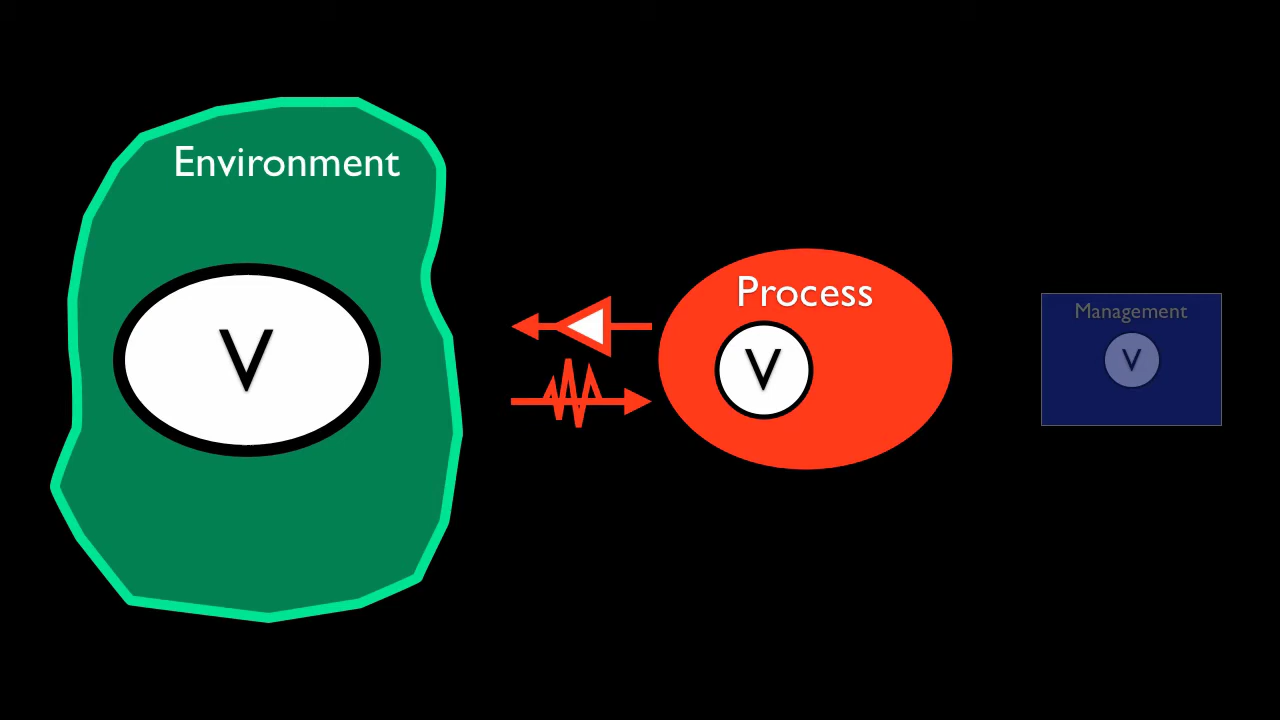 Environment
V
Process
V
Management
V